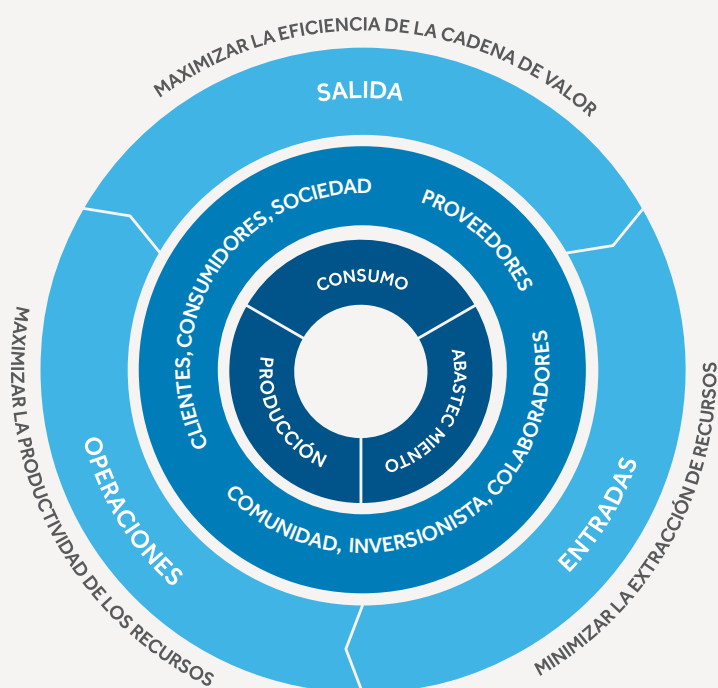 MAXIMIZAR LA EFICIENCIA DE LA CADENA DE VALOR
SALIDA
CLIENTES, CONSUMIDORES, SOCIEDAD
PROVEEDORES
CONSUMO
PRODUCCIÓN
ABASTEC MIENTO
COMUNIDAD, INVERSIONISTA, COLABORADORES
OPERACIONES
ENTRADAS
MAXIMIZAR LA PRODUCTIVIDAD DE LOS RECURSOS
MINIMIZAR LA EXTRACCIÓN DE RECURSOS